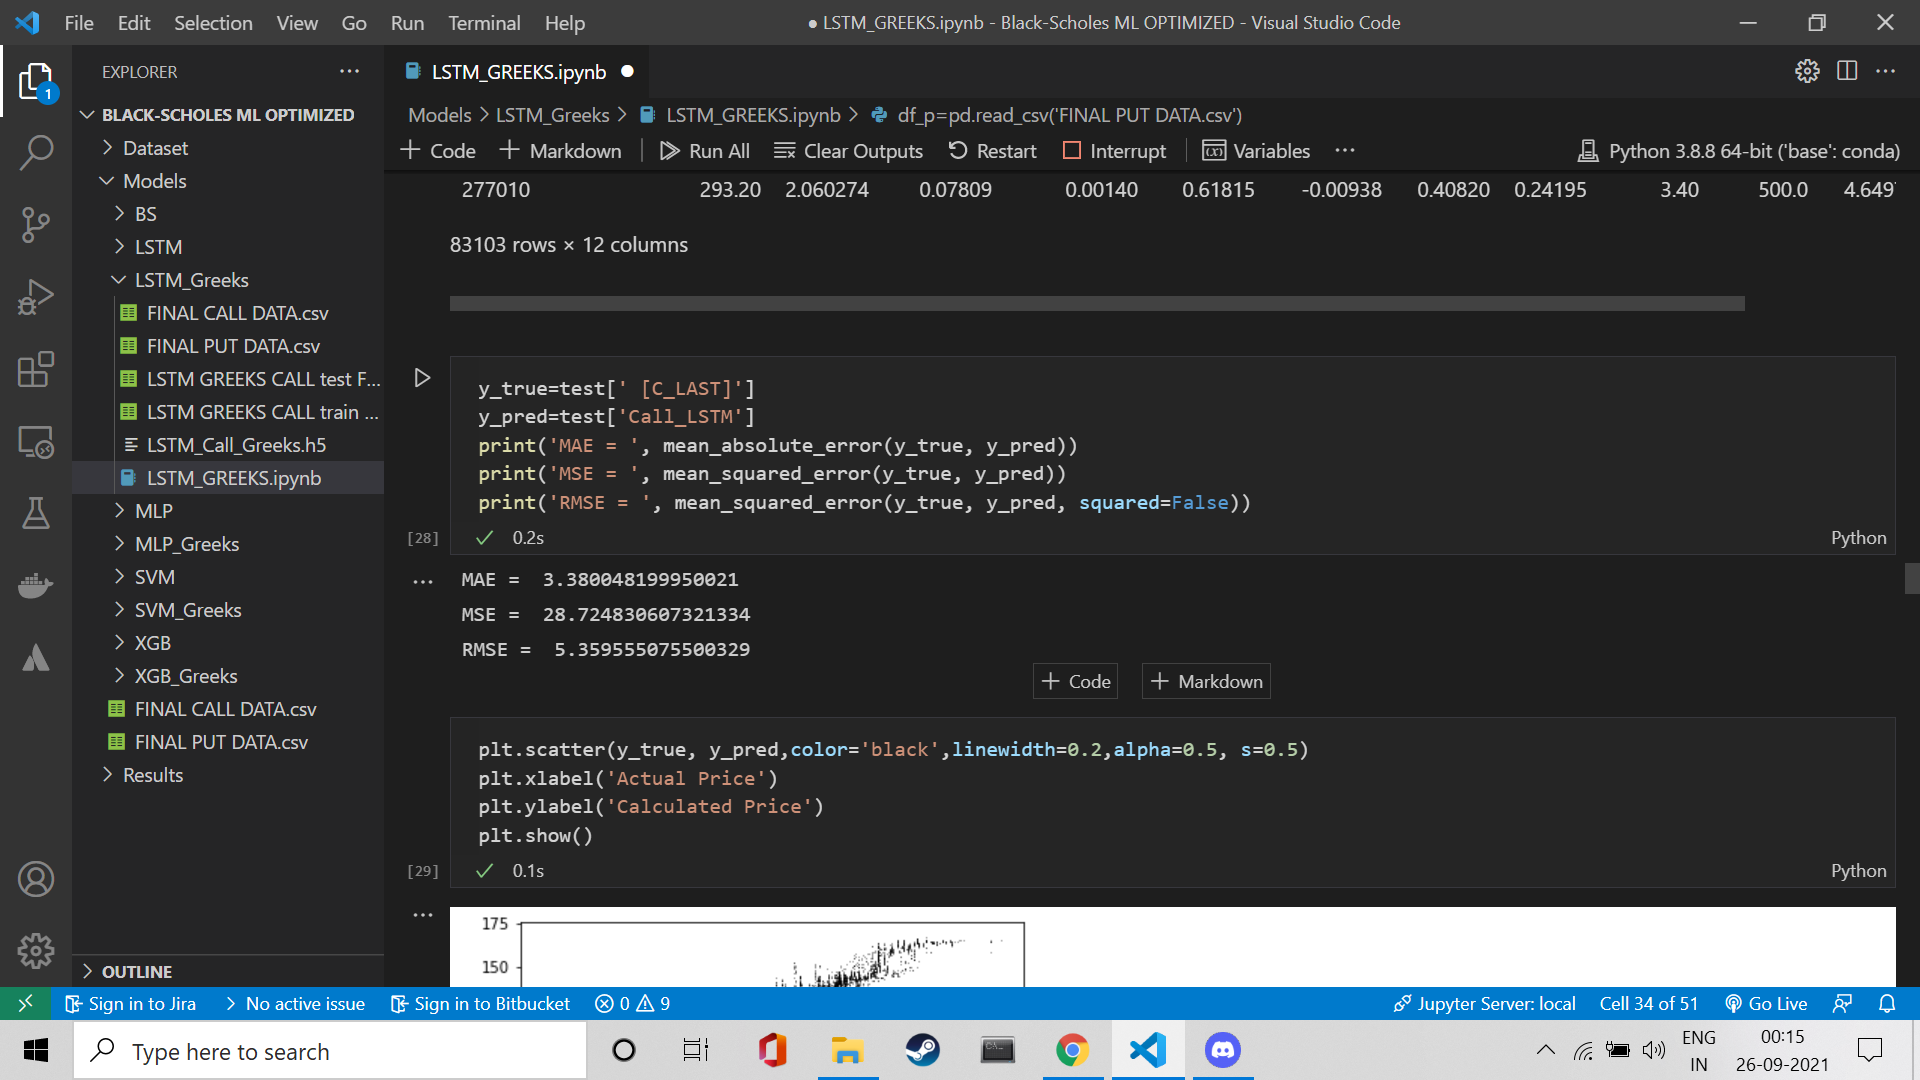 File Edit Selection View Go Run Terminal Help
● LSTM_GREEKS.ipynb - Black-Scholes ML OPTIMIZED - Visual Studio Code
EXPLORER
1
BLACK-SCHOLES ML OPTIMIZED
Dataset
Models
BS
LSTM
LSTM_Greeks
FINAL CALL DATA.csv
FINAL PUT DATA.csv
LSTM GREEKS CALL test F...
LSTM GREEKS CALL train ...
LSTM_Call_Greeks.h5
LSTM_GREEKS.ipynb
MLP
MLP_Greeks
SVM
SVM_Greeks
XGB
XGB_Greeks
FINAL CALL DATA.csv
FINAL PUT DATA.csv
Results
OUTLINE
LSTM_GREEKS.ipynb
Models > LSTM_Greeks > LSTM_GREEKS.ipynb > df_p=pd.read_csv('FINAL PUT DATA.csv')
+ Code + Markdown Run All Clear Outputs Restart Interrupt Variables ... Python 3.8.8 64-bit ('base': conda)
277010 293.20 2.060274 0.07809 0.00140 0.61815 -0.00938 0.40820 0.24195 3.40 500.0 4.649
83103 rows × 12 columns
y_true=test[' [C_LAST]']
y_pred=test['Call_LSTM']
print('MAE = ', mean_absolute_error(y_true, y_pred))
print('MSE = ', mean_squared_error(y_true, y_pred))
print('RMSE = ', mean_squared_error(y_true, y_pred, squared=False))
[28] 0.2s Python
MAE =  3.380048199950021
MSE =  28.724830607321334
RMSE =  5.359555075500329
+ Code + Markdown
plt.scatter(y_true, y_pred,color='black',linewidth=0.2,alpha=0.5, s=0.5)
plt.xlabel('Actual Price')
plt.ylabel('Calculated Price')
plt.show()
[29] 0.1s Python
175
150
Sign in to Jira No active issue Sign in to Bitbucket 0 9 Jupyter Server: local Cell 34 of 51 Go Live
Type here to search
ENG
IN
00:15
26-09-2021